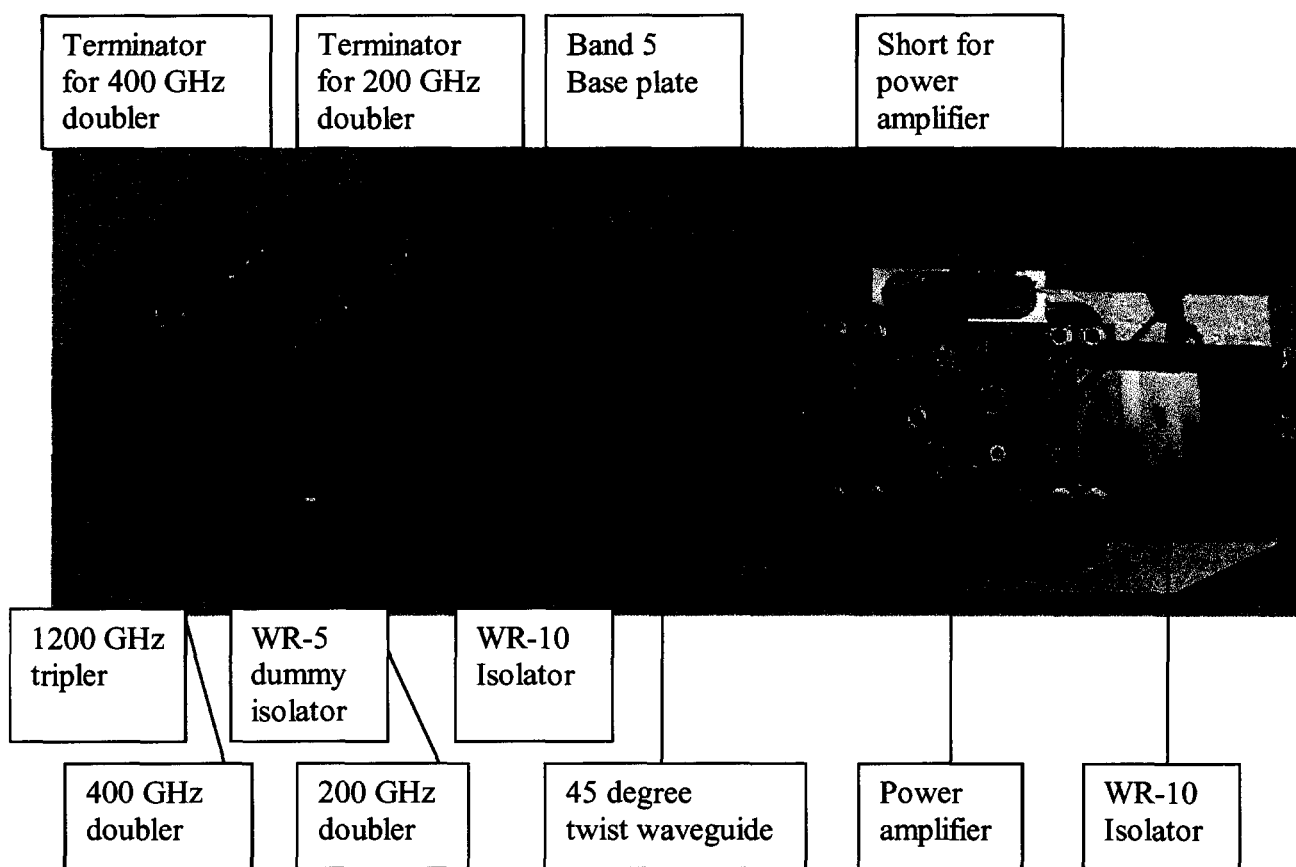 Terminator
for 400 GHz
doubler
Terminator
for 200 GHz
doubler
Band 5
Base plate
Short for
power
amplifier
1200 GHz
tripler
WR-5
dummy
isolator
WR-10
Isolator
400 GHz
doubler
200 GHz
doubler
45 degree
twist waveguide
Power
amplifier
WR-10
Isolator